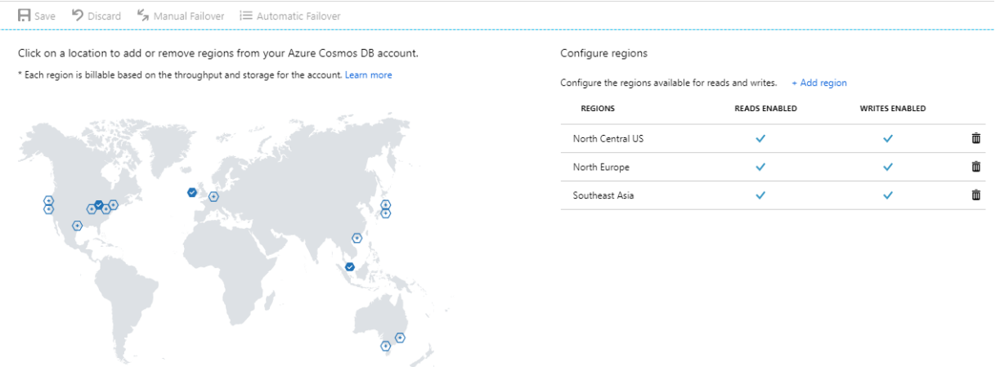 Save Discard Manual Failover Automatic Failover
Click on a location to add or remove regions from your Azure Cosmos DB account.
* Each region is billable based on the throughput and storage for the account. Learn more
Configure regions
Configure the regions available for reads and writes. + Add region
REGIONS READS ENABLED WRITES ENABLED
North Central US
North Europe
Southeast Asia